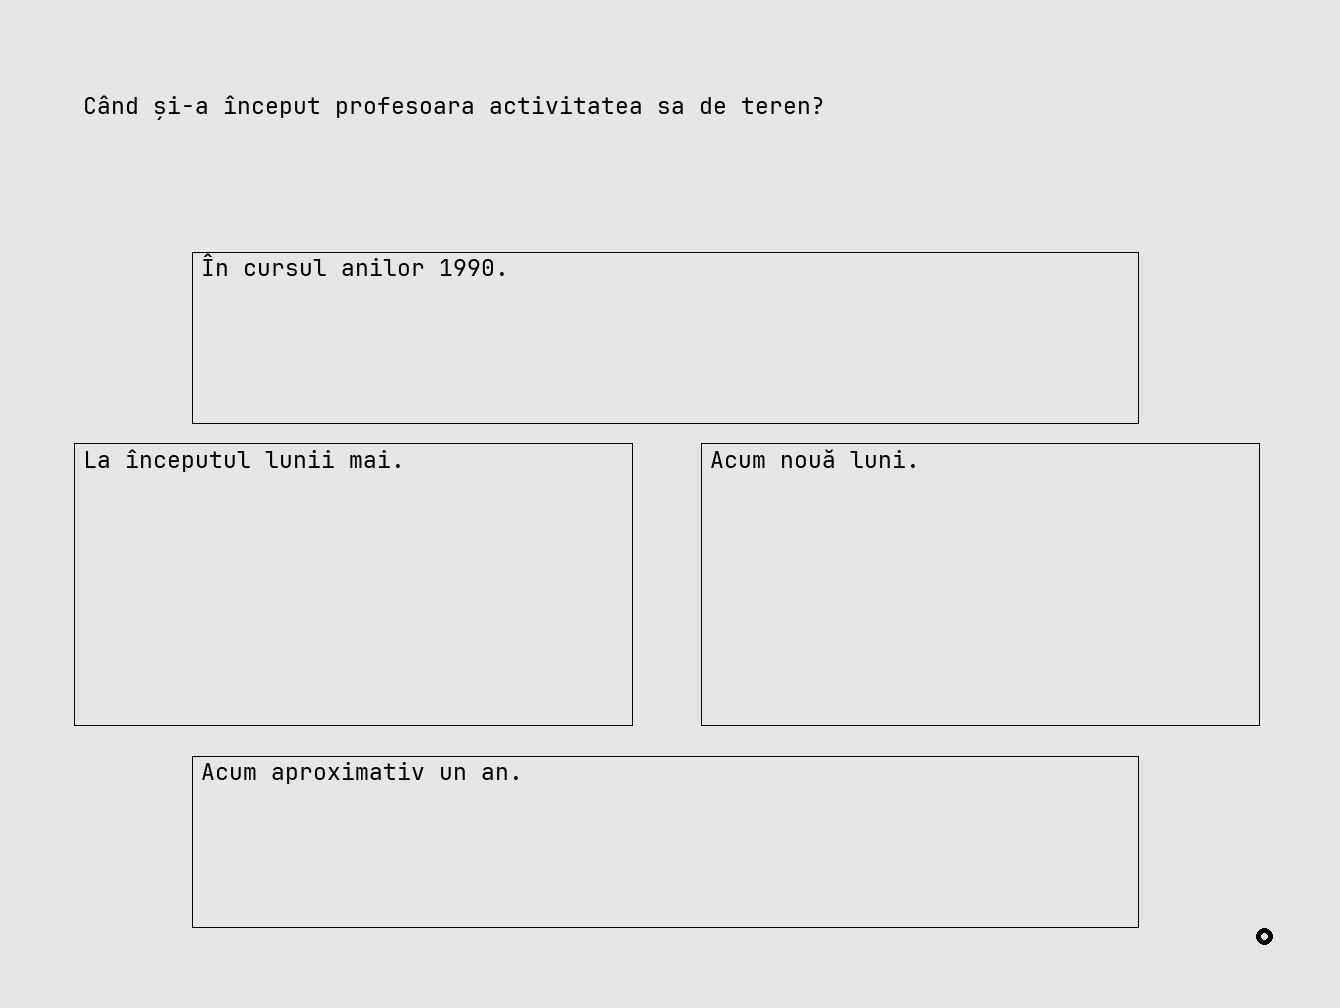 Când și-a început profesoara activitatea sa de teren?
În cursul anilor 1990.
La începutul lunii mai.
Acum nouă luni.
Acum aproximativ un an.